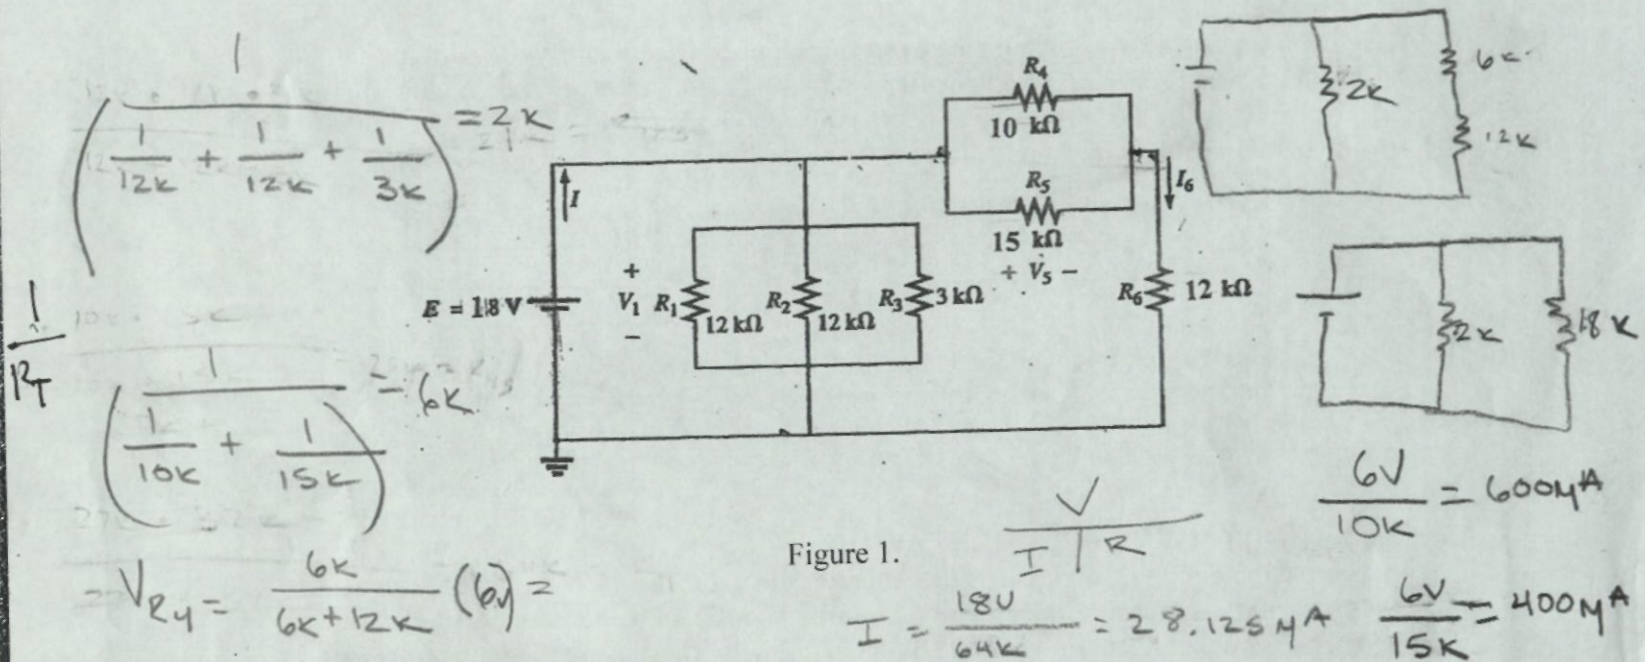 1
( 1/12K + 1/12K + 1/3K ) = 2K
1/RT
1
( 1/10K + 1/15K ) = 6K
= VR4 = 6K/(6K+12K) (6V) =
R4
10 kΩ
R5
15 kΩ
+ V5 −
I
I6
E = 18 V
+
V1
−
R1
12 kΩ
R2
12 kΩ
R3
3 kΩ
R6
12 kΩ
Figure 1.
V
I | R
I = 18V/64K = 28.125 MA
2K
6K
12K
2K
18K
6V/10K = 600MA
6V/15K = 400MA